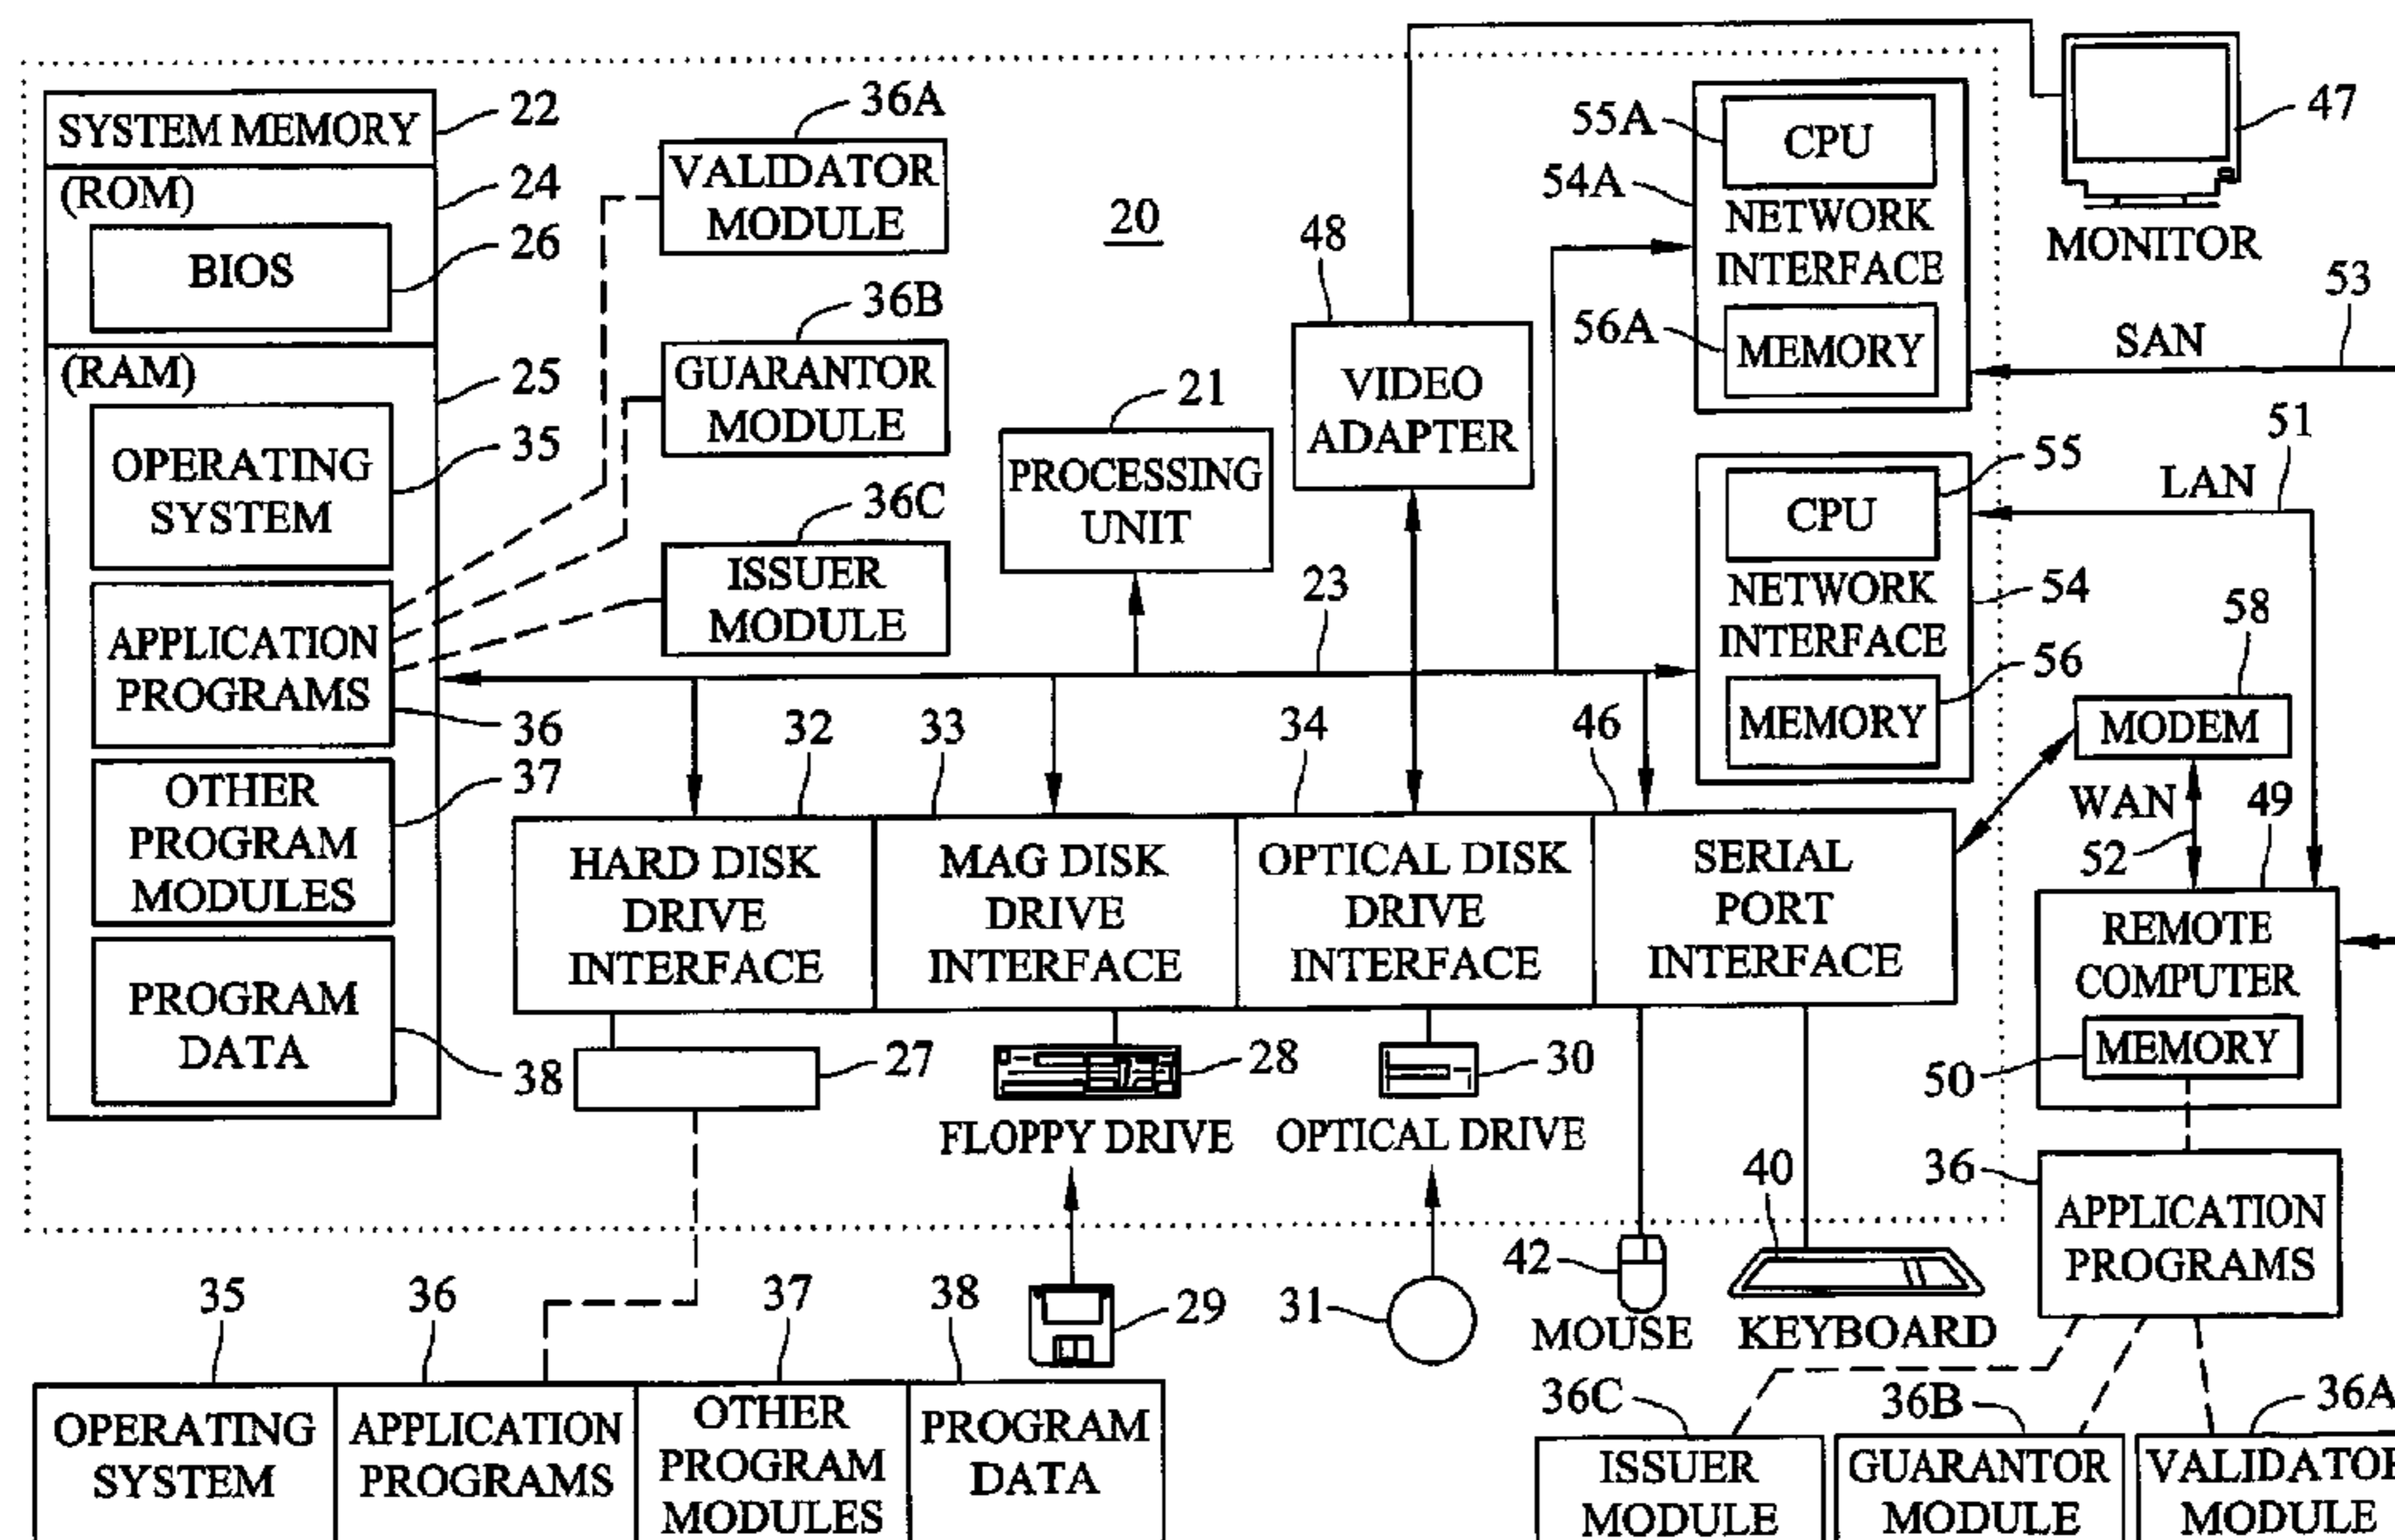 SYSTEM MEMORY
22
(ROM)
24
BIOS
26
(RAM)
25
OPERATING
SYSTEM
35
APPLICATION
PROGRAMS
36
OTHER
PROGRAM
MODULES
37
PROGRAM
DATA
38
36A
VALIDATOR
MODULE
36B
GUARANTOR
MODULE
36C
ISSUER
MODULE
20
21
PROCESSING
UNIT
48
VIDEO
ADAPTER
23
55A
CPU
54A
NETWORK
INTERFACE
56A
MEMORY
47
MONITOR
53
SAN
55
CPU
51
LAN
NETWORK
INTERFACE
54
56
MEMORY
58
MODEM
WAN
52
49
REMOTE
COMPUTER
MEMORY
50
32
HARD DISK
DRIVE
INTERFACE
33
MAG DISK
DRIVE
INTERFACE
34
OPTICAL DISK
DRIVE
INTERFACE
46
SERIAL
PORT
INTERFACE
27
28
FLOPPY DRIVE
30
OPTICAL DRIVE
29
31
42
MOUSE
40
KEYBOARD
36
APPLICATION
PROGRAMS
35
OPERATING
SYSTEM
36
APPLICATION
PROGRAMS
37
OTHER
PROGRAM
MODULES
38
PROGRAM
DATA
36C
ISSUER
MODULE
36B
GUARANTOR
MODULE
36A
VALIDATOR
MODULE